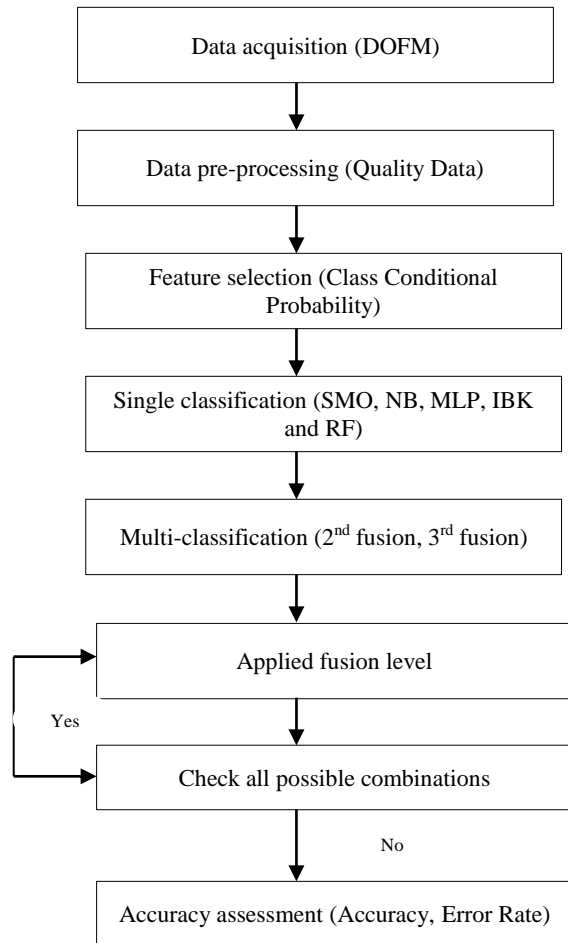 Data acquisition (DOFM)
Data pre-processing (Quality Data)
Feature selection (Class Conditional
Probability)
Single classification (SMO, NB, MLP, IBK
and RF)
Multi-classification (2nd fusion, 3rd fusion)
Applied fusion level
Yes
Check all possible combinations
No
Accuracy assessment (Accuracy, Error Rate)